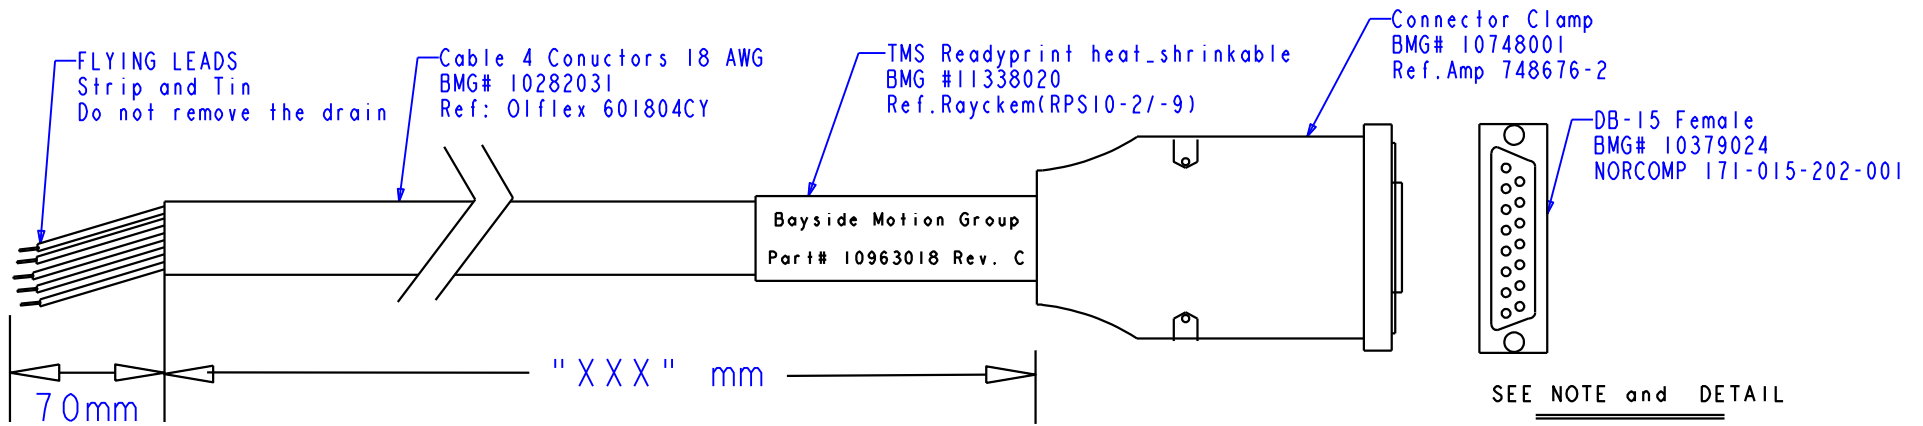 FLYING LEADS
Strip and Tin
Do not remove the drain
Cable 4 Conuctors 18 AWG
BMG# 10282031
Ref: Olflex 601804CY
TMS Readyprint heat_shrinkable
BMG #11338020
Ref.Rayckem(RPS10-2/-9)
Connector Clamp
BMG# 10748001
Ref.Amp 748676-2
DB-15 Female
BMG# 10379024
NORCOMP 171-015-202-001
Bayside Motion Group
Part# 10963018 Rev. C
70mm
"XXX" mm
SEE NOTE and DETAIL